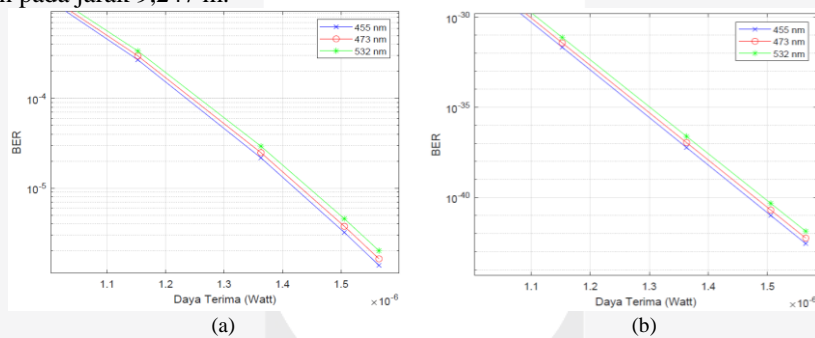 pada jarak 9,247 m.
455 nm
473 nm
532 nm
10^-4
10^-5
BER
1.1 1.2 1.3 1.4 1.5
×10^-6
Daya Terima (Watt)
(a)
455 nm
473 nm
532 nm
10^-30
10^-35
10^-40
BER
1.1 1.2 1.3 1.4 1.5
×10^-6
Daya Terima (Watt)
(b)